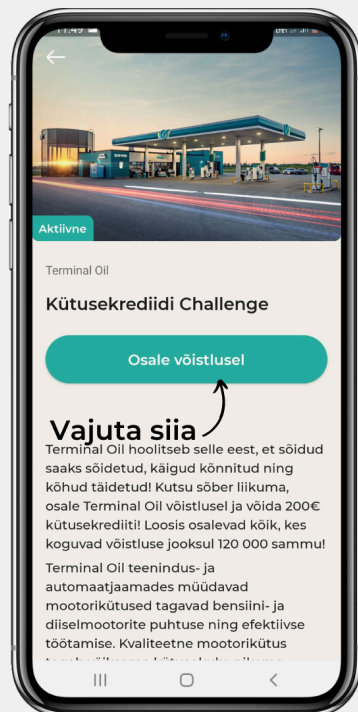 11:49
Aktiivne
Terminal Oil
Kütusekrediidi Challenge
Osale võistlusel
Vajuta siia
Terminal Oil hoolitseb selle eest, et sõidud
saaks sõidetud, käigud kõnnitud ning
kõhud täidetud! Kutsu sõber liikuma,
osale Terminal Oil võistlusel ja võida 200€
kütusekrediiti! Loosis osalevad kõik, kes
koguvad võistluse jooksul 120 000 sammu!
Terminal Oil teenindus- ja
automaatjaamades müüdavad
mootorikütused tagavad bensiini- ja
diiselmootorite puhtuse ning efektiivse
töötamise. Kvaliteetne mootorikütus